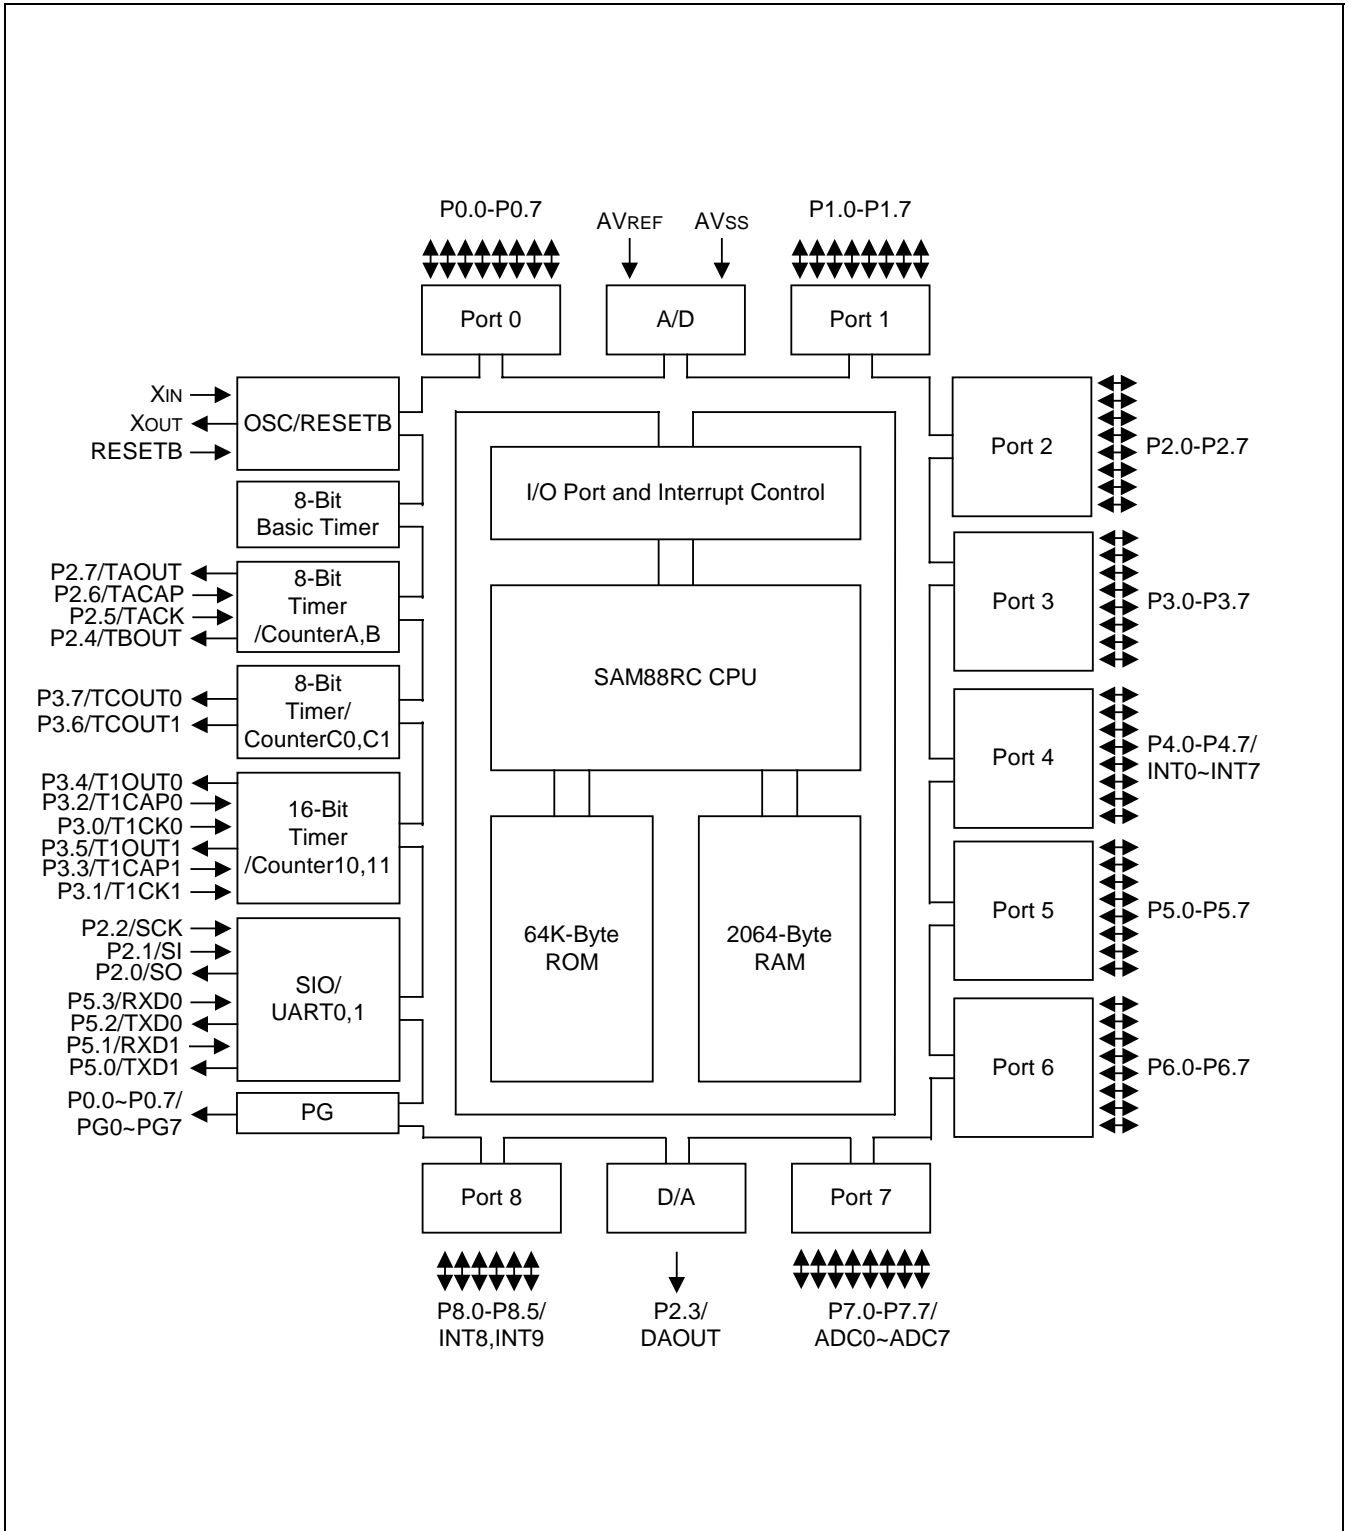 P0.0-P0.7
AVREF
AVSS
P1.0-P1.7
Port 0
A/D
Port 1
XIN
XOUT
RESETB
OSC/RESETB
Port 2
P2.0-P2.7
I/O Port and Interrupt Control
8-Bit
Basic Timer
P2.7/TAOUT
P2.6/TACAP
P2.5/TACK
P2.4/TBOUT
8-Bit
Timer
/CounterA,B
Port 3
P3.0-P3.7
SAM88RC CPU
P3.7/TCOUT0
P3.6/TCOUT1
8-Bit
Timer/
CounterC0,C1
Port 4
P4.0-P4.7/
INT0~INT7
P3.4/T1OUT0
P3.2/T1CAP0
P3.0/T1CK0
P3.5/T1OUT1
P3.3/T1CAP1
P3.1/T1CK1
16-Bit
Timer
/Counter10,11
64K-Byte
ROM
2064-Byte
RAM
Port 5
P5.0-P5.7
P2.2/SCK
P2.1/SI
P2.0/SO
P5.3/RXD0
P5.2/TXD0
P5.1/RXD1
P5.0/TXD1
SIO/
UART0,1
Port 6
P6.0-P6.7
P0.0~P0.7/
PG0~PG7
PG
Port 8
D/A
Port 7
P8.0-P8.5/
INT8,INT9
P2.3/
DAOUT
P7.0-P7.7/
ADC0~ADC7